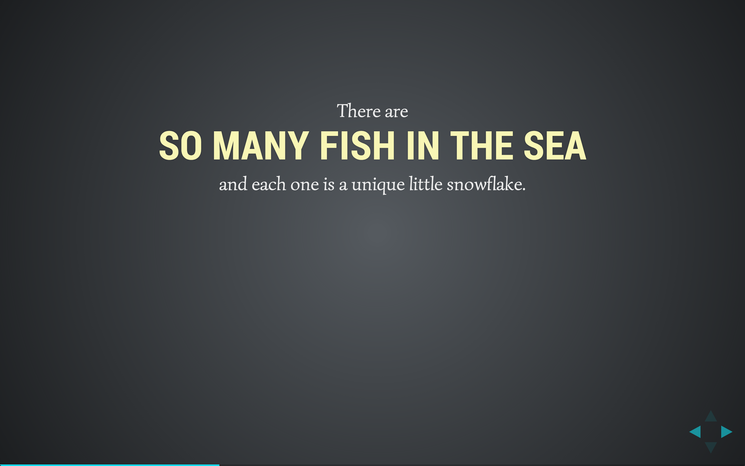 There are
SO MANY FISH IN THE SEA
and each one is a unique little snowflake.